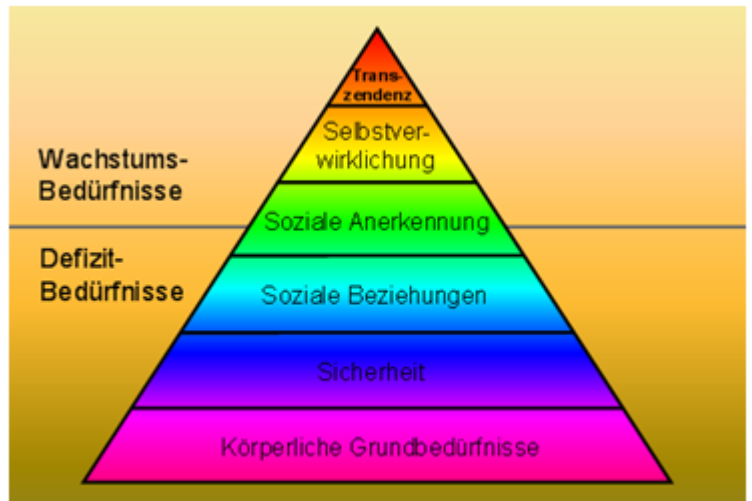 Trans-
zendenz
Selbstver-
wirklichung
Wachstums-
Bedürfnisse
Soziale Anerkennung
Defizit-
Bedürfnisse
Soziale Beziehungen
Sicherheit
Körperliche Grundbedürfnisse